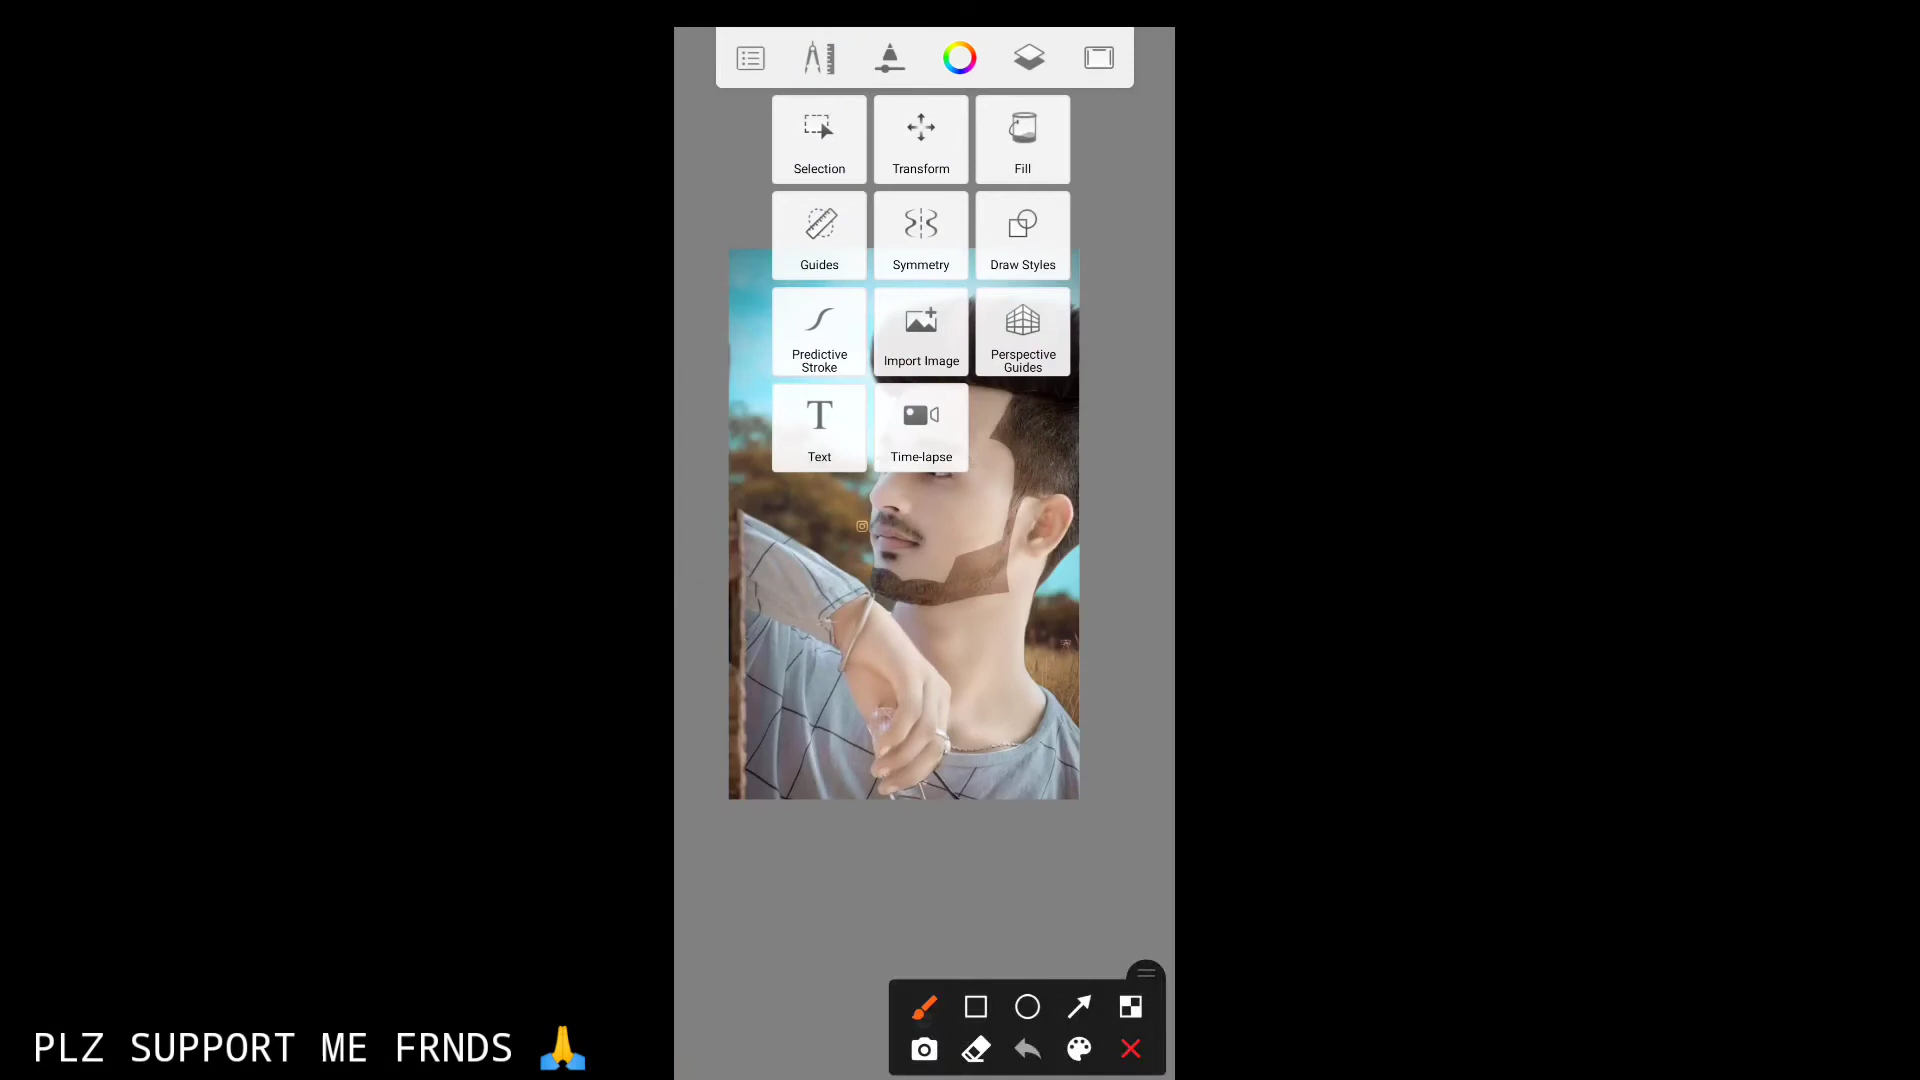 Selection
Transform
Fill
Guides
Symmetry
Draw Styles
Predictive
Stroke
Import Image
Perspective
Guides
Text
Time-lapse
PLZ SUPPORT ME FRNDS 🙏